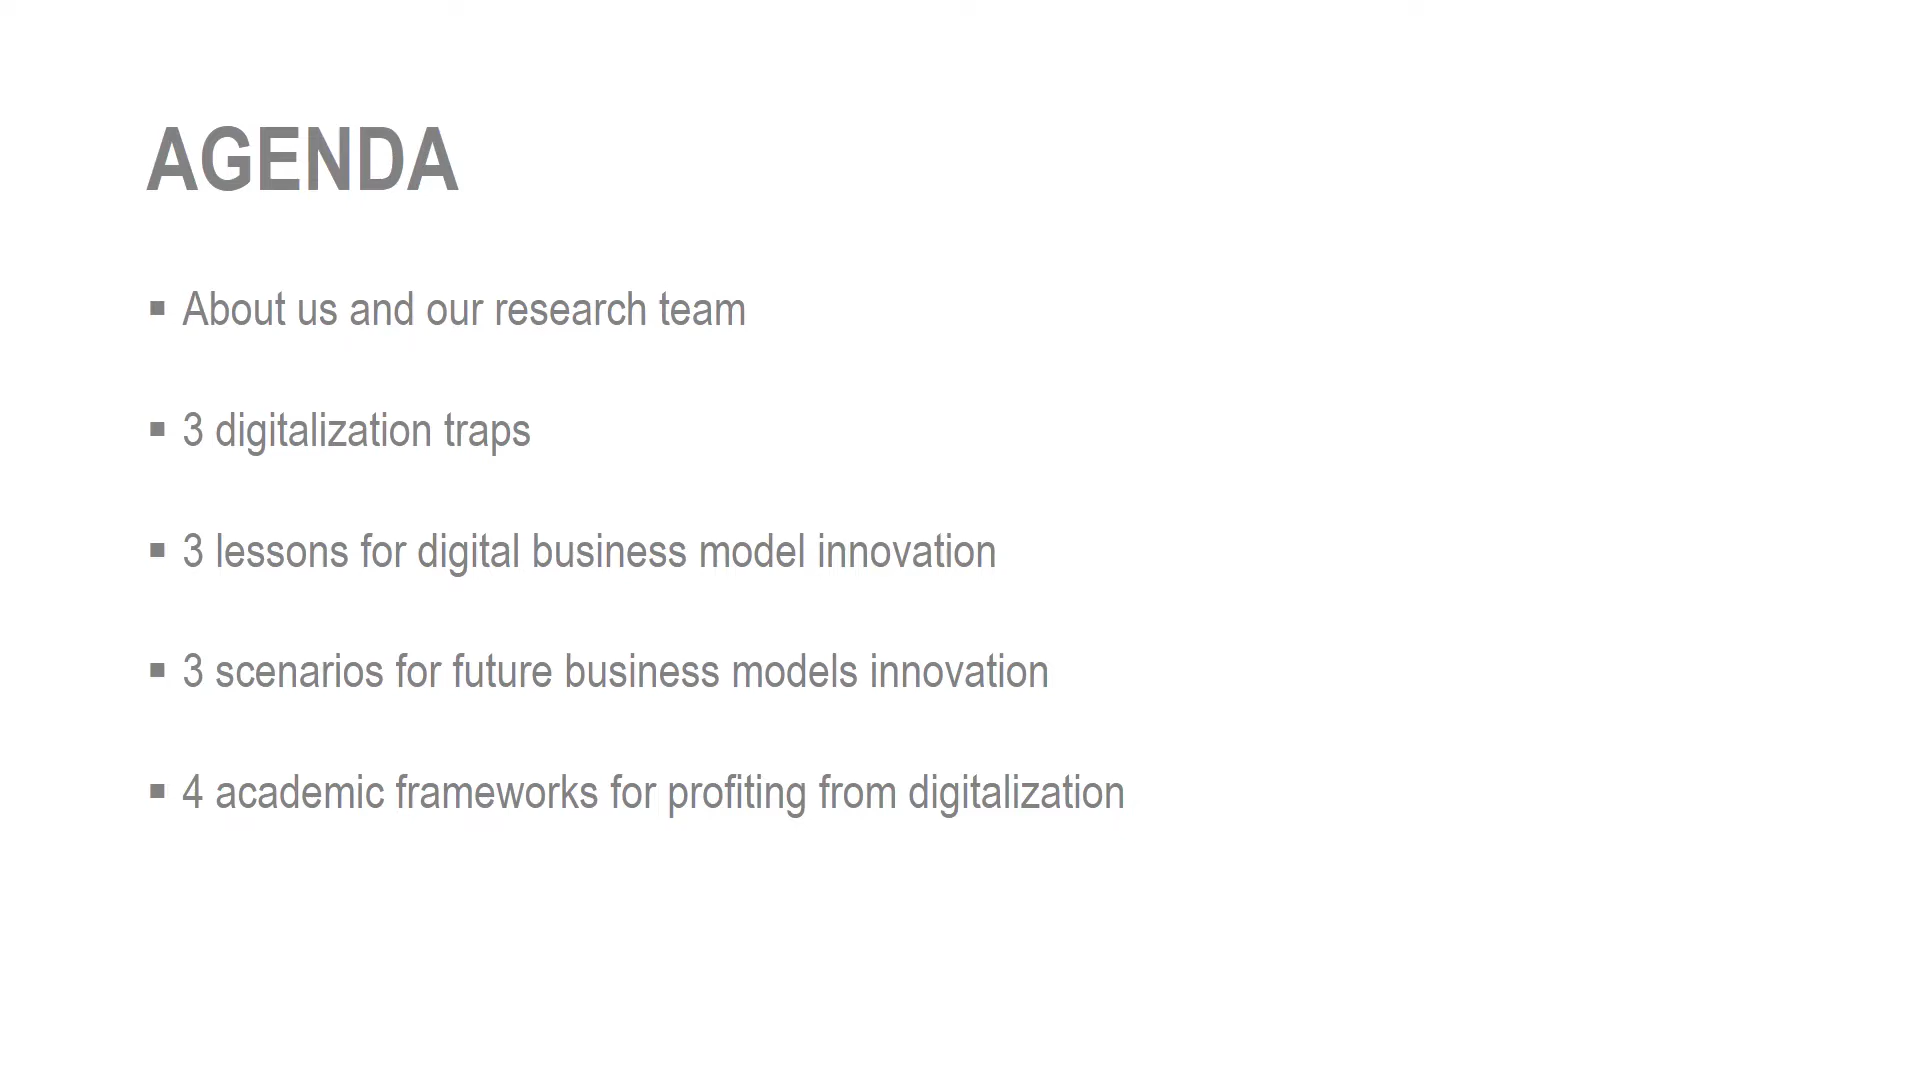 AGENDA
▪ About us and our research team
▪ 3 digitalization traps
▪ 3 lessons for digital business model innovation
▪ 3 scenarios for future business models innovation
▪ 4 academic frameworks for profiting from digitalization